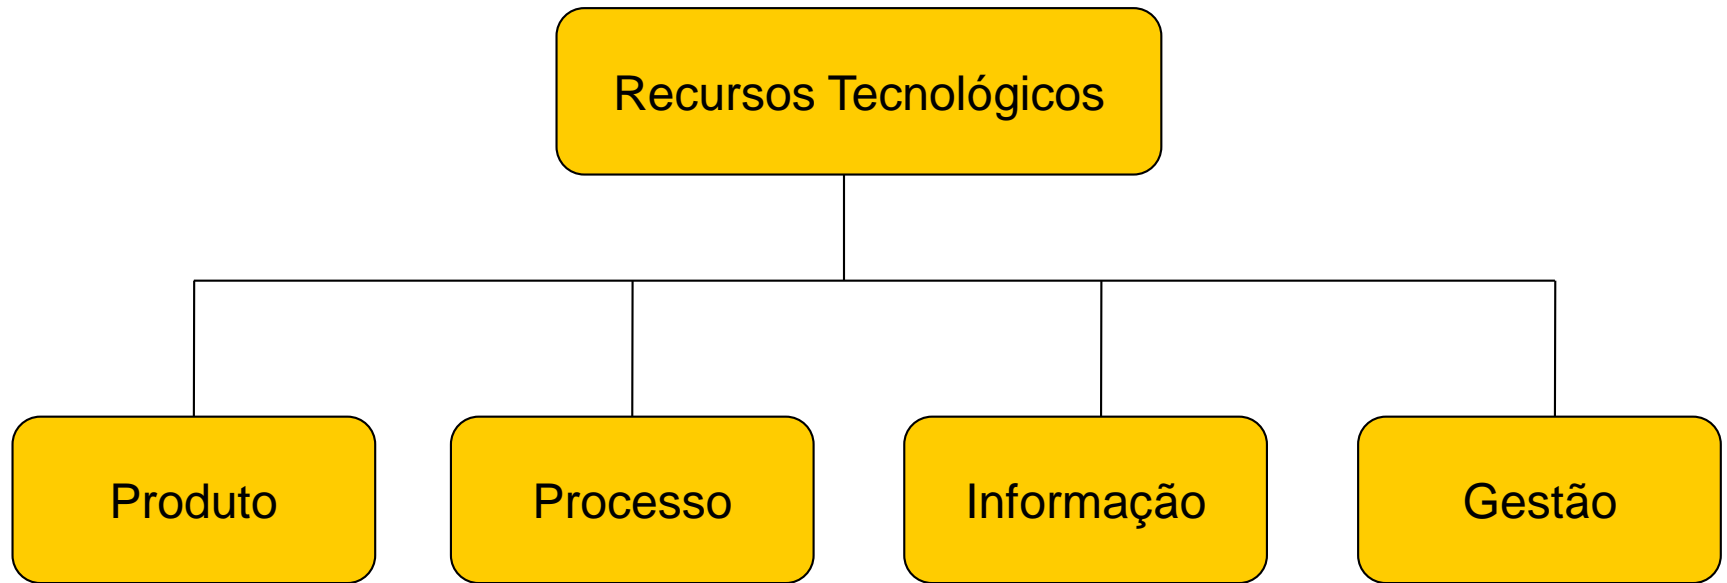 Recursos Tecnológicos
Produto
Processo
Informação
Gestão